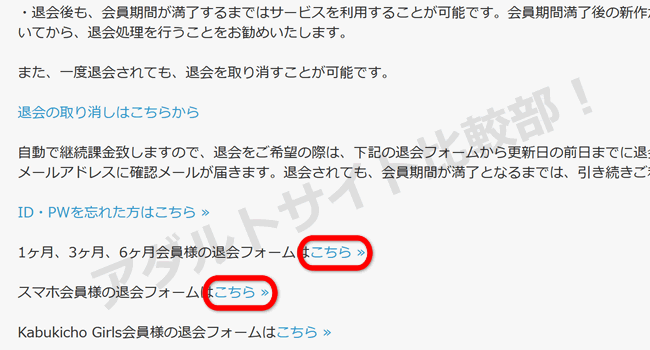 ・退会後も、会員期間が満了するまではサービスを利用することが可能です。会員期間満了後の新作
いてから、退会処理を行うことをお勧めいたします。
また、一度退会されても、退会を取り消すことが可能です。
退会の取り消しはこちらから
自動で継続課金致しますので、退会をご希望の際は、下記の退会フォームから更新日の前日までに退
メールアドレスに確認メールが届きます。退会されても、会員期間が満了となるまでは、引き続きご
ID・PWを忘れた方はこちら »
1ヶ月、3ヶ月、6ヶ月会員様の退会フォームはこちら »
スマホ会員様の退会フォームはこちら »
Kabukicho Girls会員様の退会フォームはこちら »
アダルトサイト比較部！